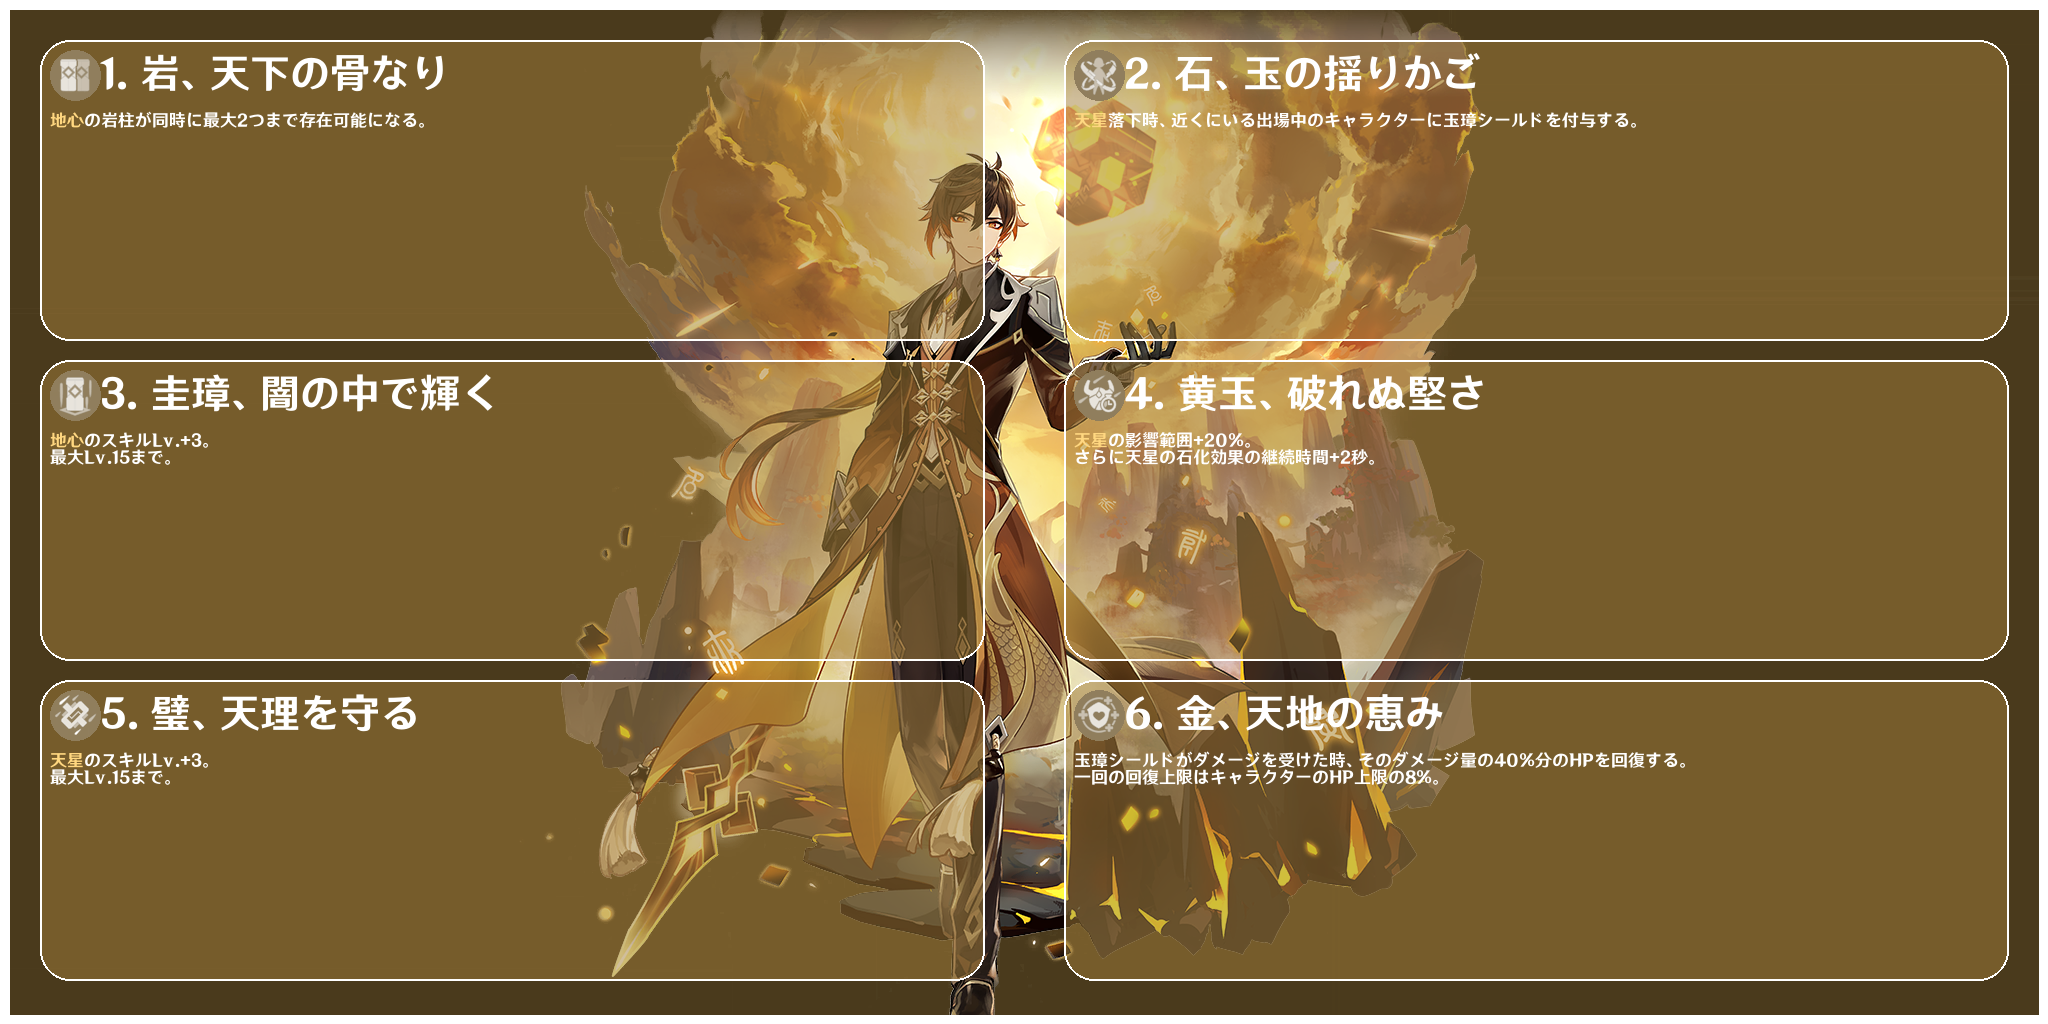 1. 岩、天下の骨なり
地心の岩柱が同時に最大2つまで存在可能になる。
2. 石、玉の揺りかご
天星落下時、近くにいる出場中のキャラクターに玉璋シールドを付与する。
3. 圭璋、闇の中で輝く
地心のスキルLv.+3。
最大Lv.15まで。
4. 黄玉、破れぬ堅さ
天星の影響範囲+20%。
さらに天星の石化効果の継続時間+2秒。
5. 璧、天理を守る
天星のスキルLv.+3。
最大Lv.15まで。
6. 金、天地の恵み
玉璋シールドがダメージを受けた時、そのダメージ量の40%分のHPを回復する。
一回の回復上限はキャラクターのHP上限の8%。